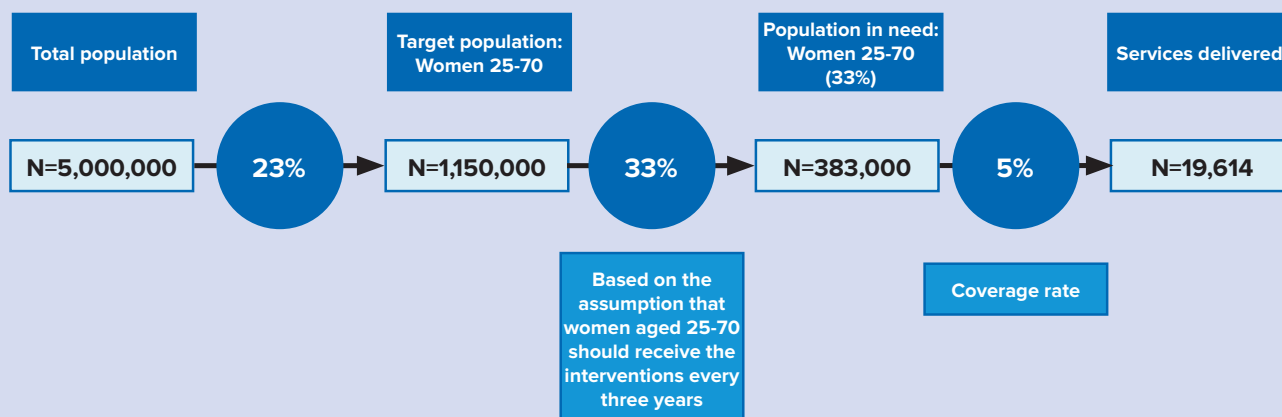 Total population
Target population:
Women 25-70
Population in need:
Women 25-70
(33%)
Services delivered
N=5,000,000
23%
N=1,150,000
33%
N=383,000
5%
N=19,614
Based on the
assumption that
women aged 25-70
should receive the
interventions every
three years
Coverage rate